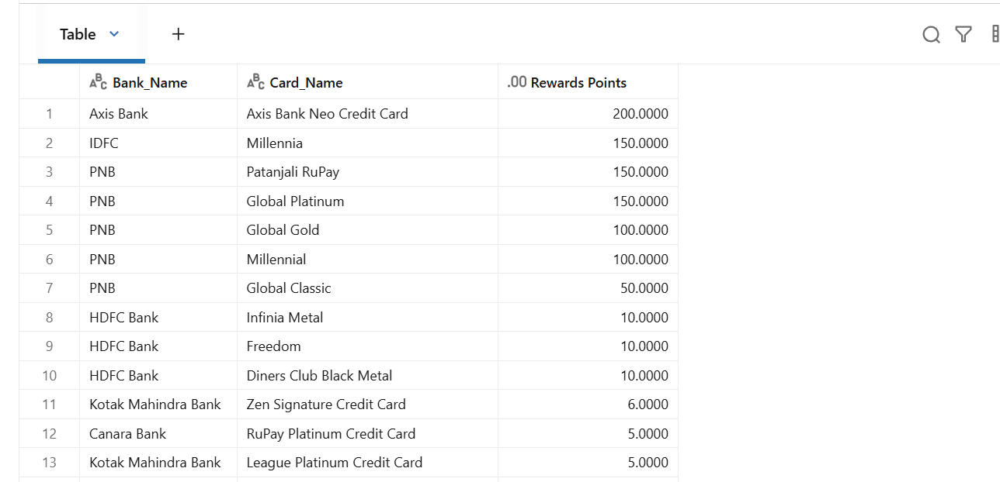 Table
Bank_Name Card_Name .00 Rewards Points
1 Axis Bank Axis Bank Neo Credit Card 200.0000
2 IDFC Millennia 150.0000
3 PNB Patanjali RuPay 150.0000
4 PNB Global Platinum 150.0000
5 PNB Global Gold 100.0000
6 PNB Millennial 100.0000
7 PNB Global Classic 50.0000
8 HDFC Bank Infinia Metal 10.0000
9 HDFC Bank Freedom 10.0000
10 HDFC Bank Diners Club Black Metal 10.0000
11 Kotak Mahindra Bank Zen Signature Credit Card 6.0000
12 Canara Bank RuPay Platinum Credit Card 5.0000
13 Kotak Mahindra Bank League Platinum Credit Card 5.0000